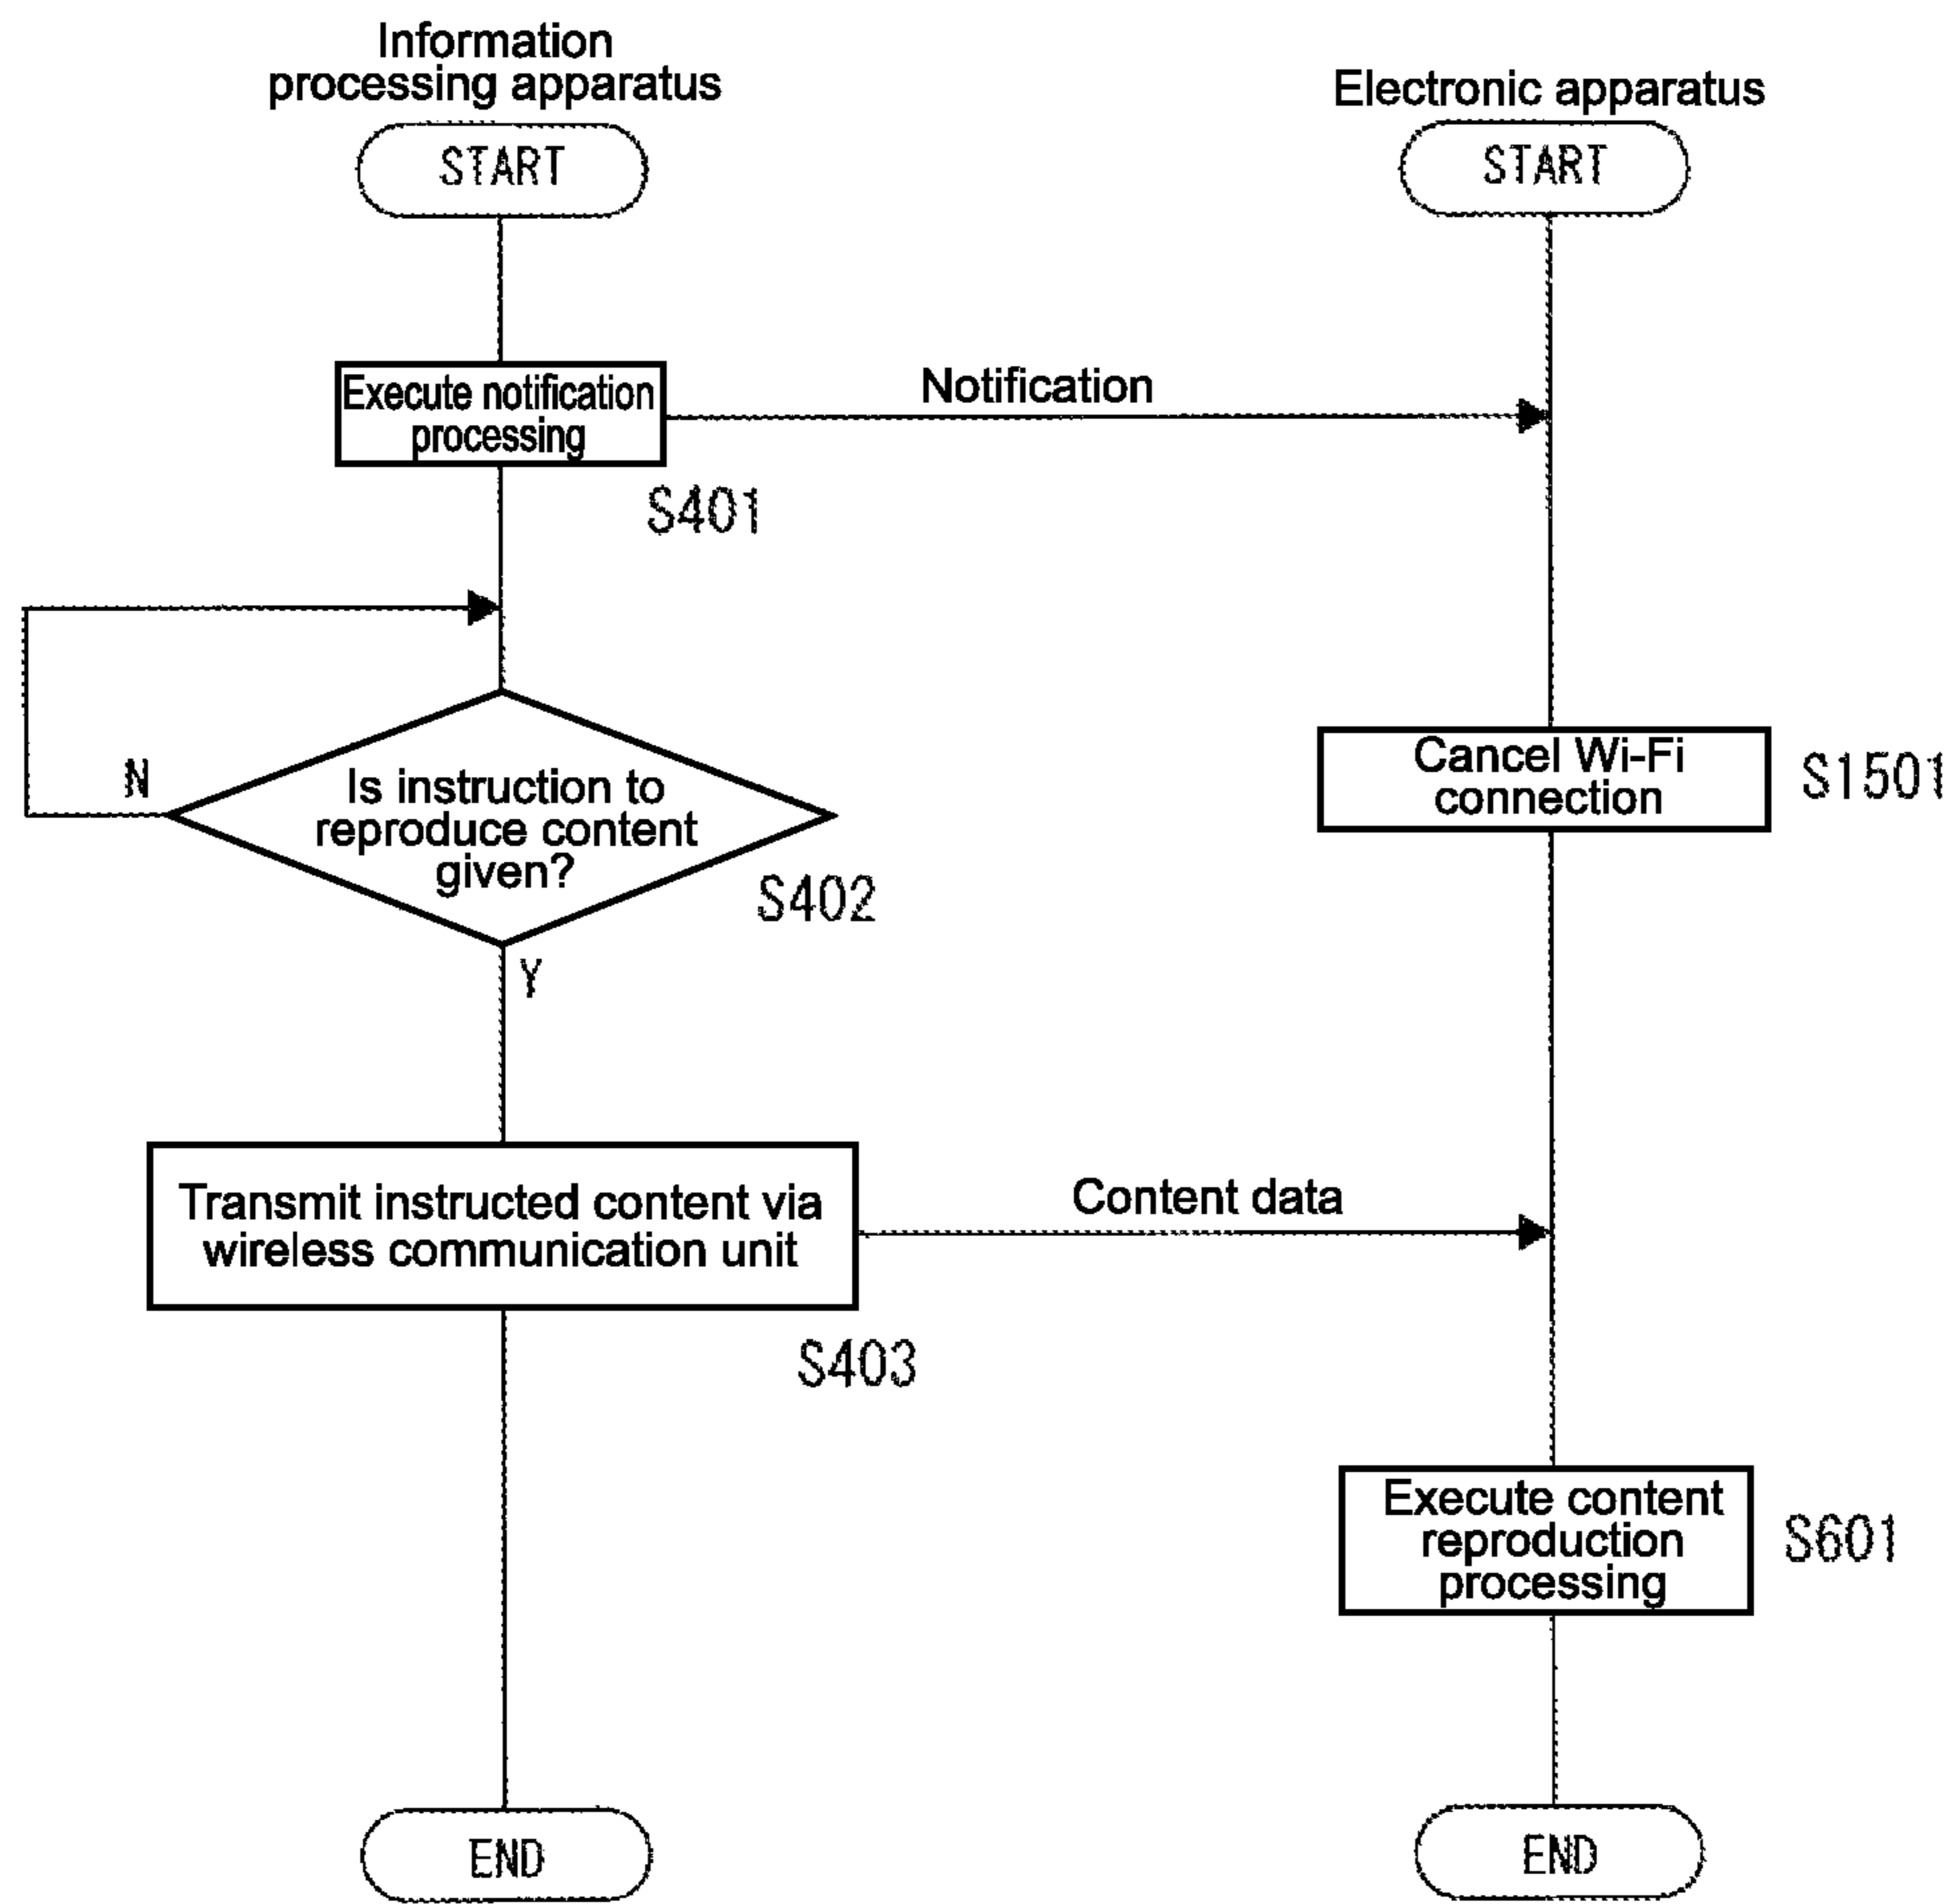 Information
processing apparatus
Electronic apparatus
START
START
Execute notification
processing
Notification
S401
N
Is instruction to
reproduce content
given?
S402
Y
Cancel Wi-Fi
connection
S1501
Transmit instructed content via
wireless communication unit
Content data
S403
Execute content
reproduction
processing
S601
END
END